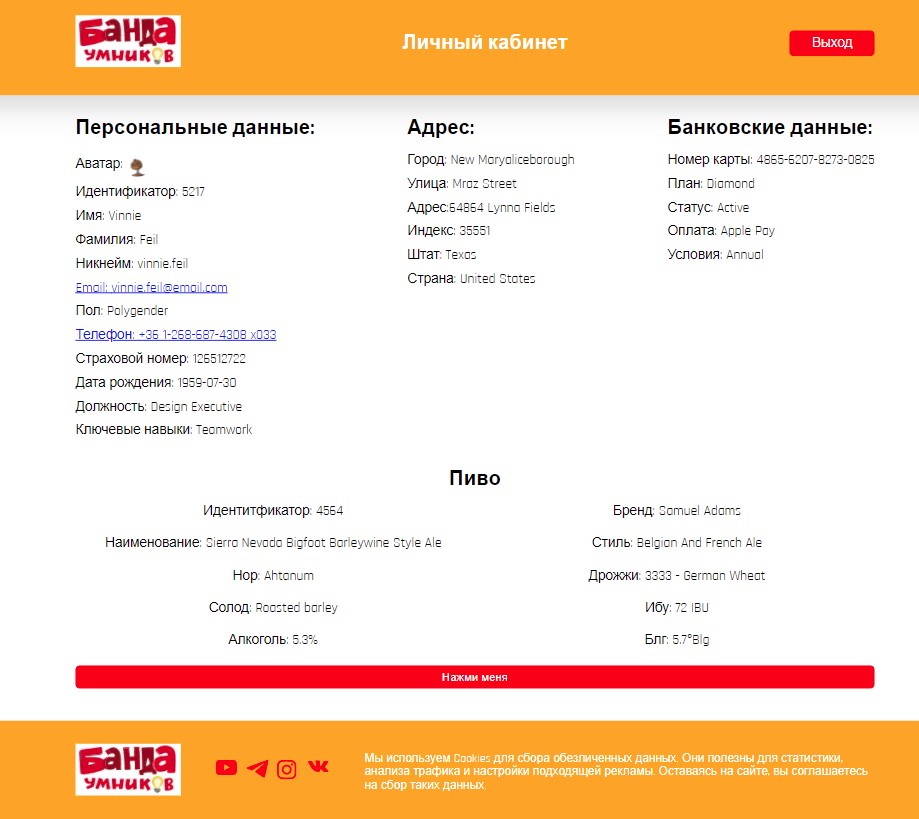 Банда
умников
Личный кабинет
Выход
Персональные данные:
Аватар:
Идентификатор: 5217
Имя: Vinnie
Фамилия: Feil
Никнейм: vinnie.feil
Email: vinnie.feil@email.com
Пол: Polygender
Телефон: +36 1-268-687-4308 x033
Страховой номер: 126512722
Дата рождения: 1959-07-30
Должность: Design Executive
Ключевые навыки: Teamwork
Адрес:
Город: New Maryaliceborough
Улица: Mraz Street
Адрес:64864 Lynna Fields
Индекс: 35551
Штат: Texas
Страна: United States
Банковские данные:
Номер карты: 4865-6207-8273-0825
План: Diamond
Статус: Active
Оплата: Apple Pay
Условия: Annual
Пиво
Идентитфикатор: 4564
Наименование: Sierra Nevada Bigfoot Barleywine Style Ale
Hop: Ahtanum
Солод: Roasted barley
Алкоголь: 5.3%
Бренд: Samuel Adams
Стиль: Belgian And French Ale
Дрожжи: 3333 - German Wheat
Ибу: 72 IBU
Блг: 5.7°Blg
Нажми меня
Банда
умников
Мы используем Cookies для сбора обезличенных данных. Они полезны для статистики,
анализа трафика и настройки подходящей рекламы. Оставаясь на сайте, вы соглашаетесь
на сбор таких данных.